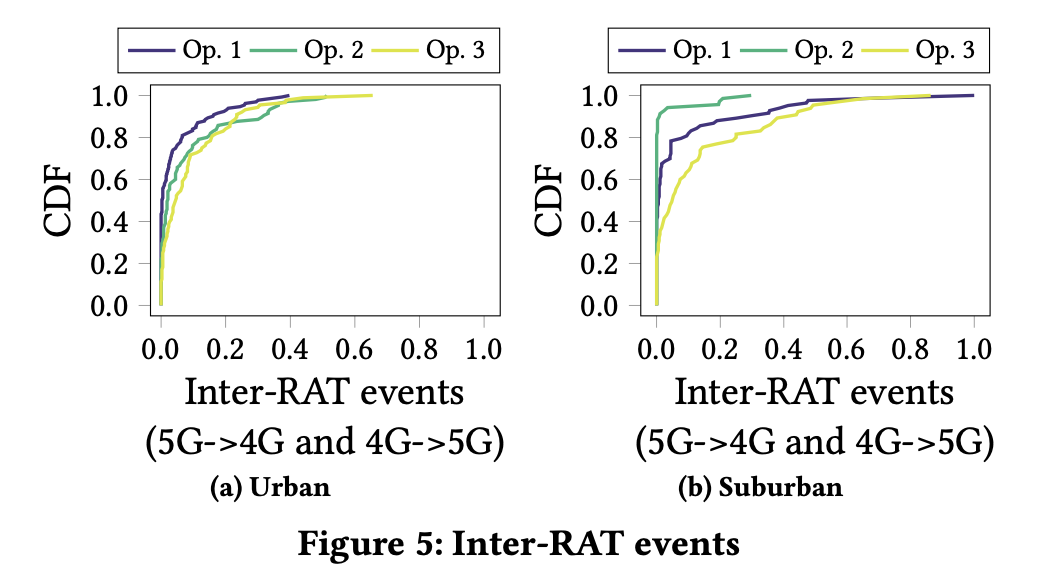 Op. 1 Op. 2 Op. 3
CDF
1.0
0.8
0.6
0.4
0.2
0.0
0.0 0.2 0.4 0.6 0.8 1.0
Inter-RAT events
(5G->4G and 4G->5G)
(a) Urban
Op. 1 Op. 2 Op. 3
CDF
1.0
0.8
0.6
0.4
0.2
0.0
0.0 0.2 0.4 0.6 0.8 1.0
Inter-RAT events
(5G->4G and 4G->5G)
(b) Suburban
Figure 5: Inter-RAT events